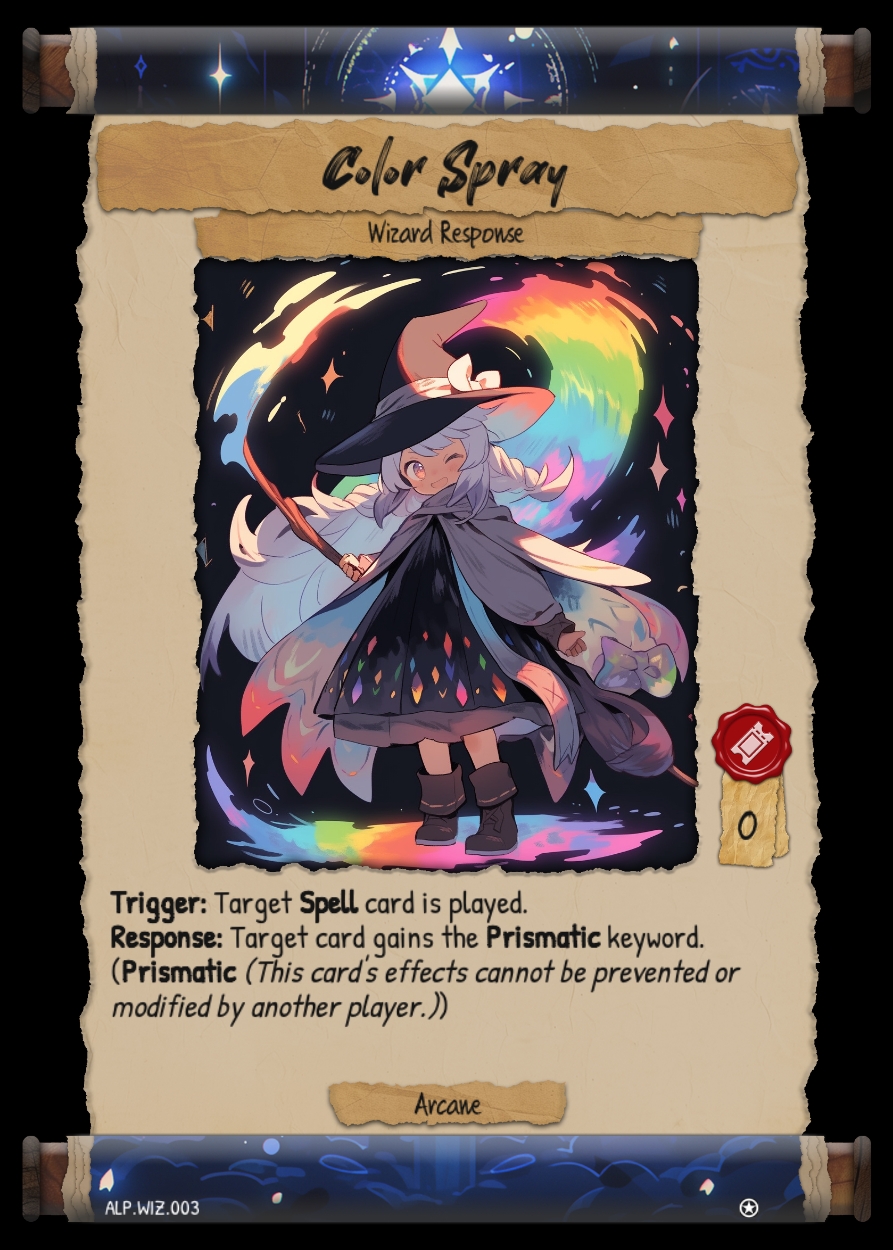 Color Spray
Wizard Response
0
Trigger: Target Spell card is played.
Response: Target card gains the Prismatic keyword.
(Prismatic (This card's effects cannot be prevented or
modified by another player.))
Arcane
ALP.WIZ.003